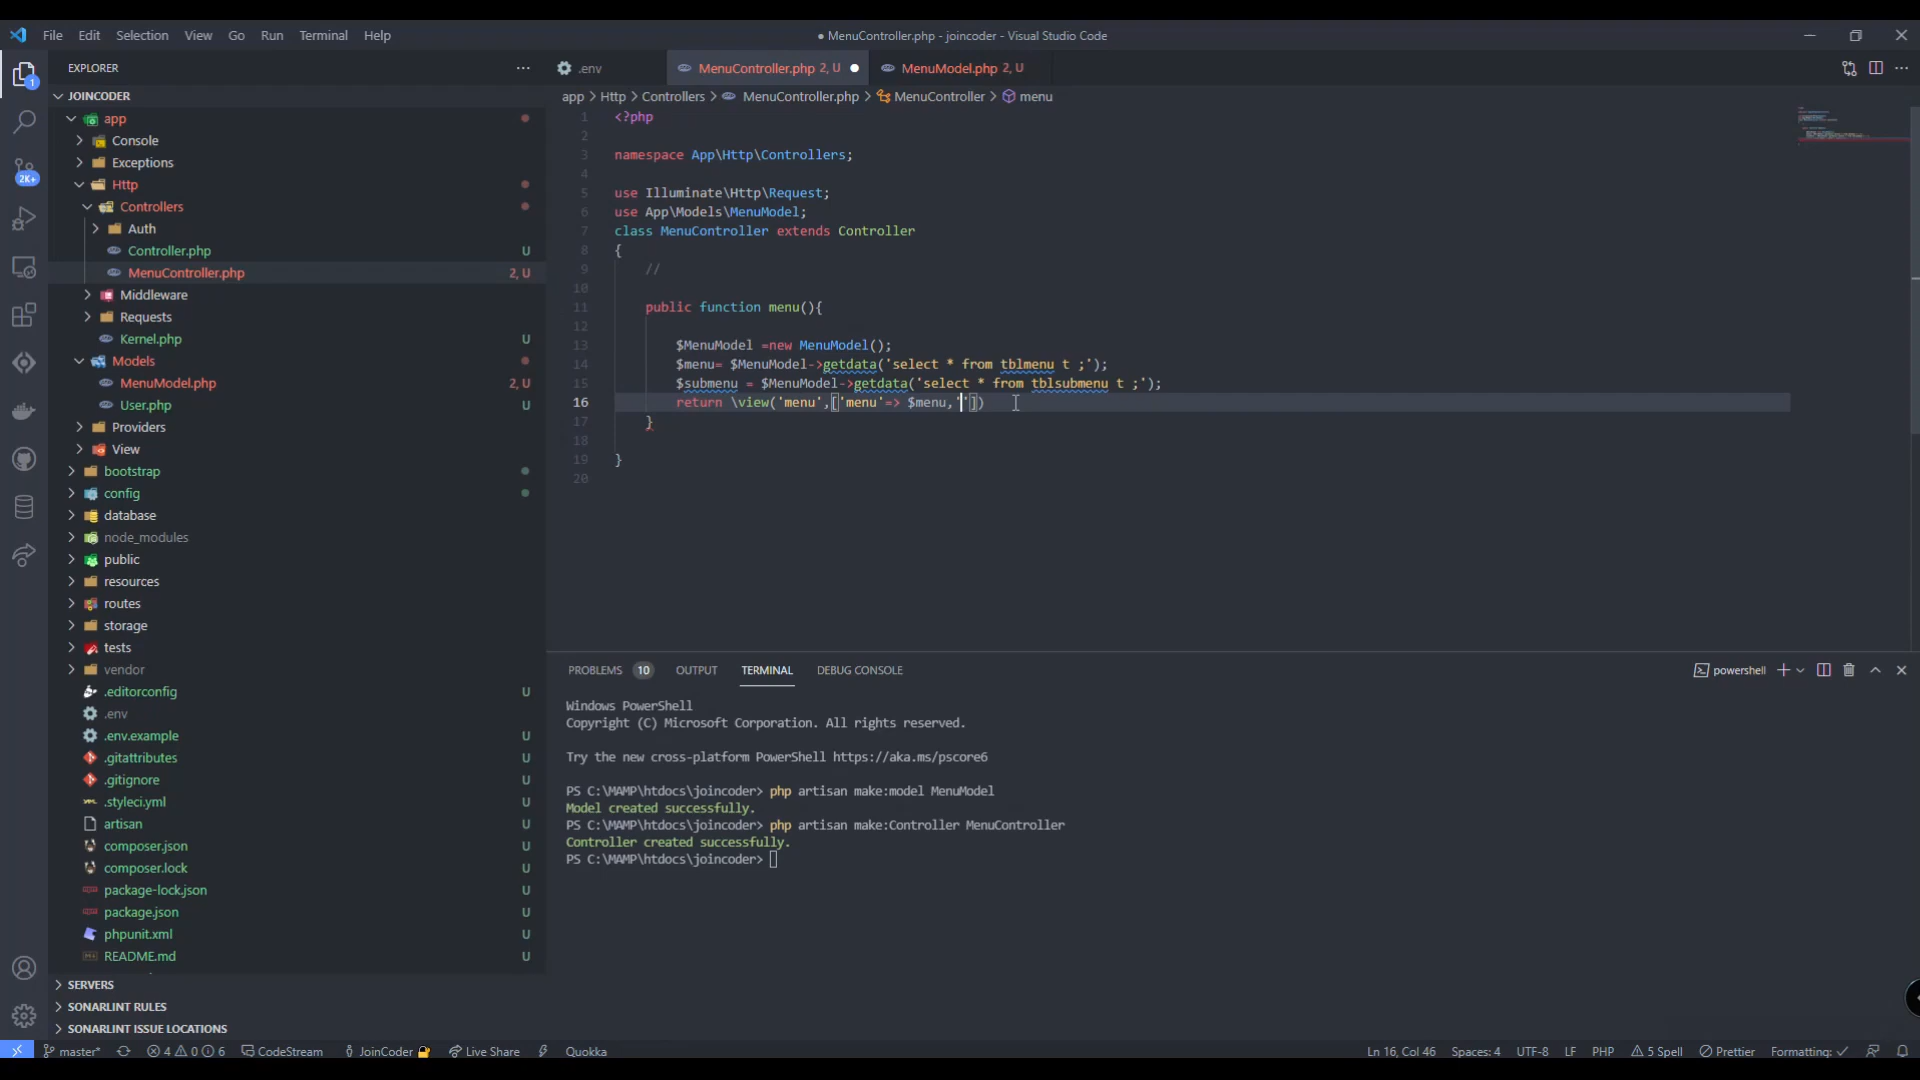 File Edit Selection View Go Run Terminal Help
● MenuController.php - joincoder - Visual Studio Code
EXPLORER
.env
MenuController.php 2, U
MenuModel.php 2, U
JOINCODER
app > Http > Controllers > MenuController.php > MenuController > menu
1
app
Console
Exceptions
Http
Controllers
Auth
Controller.php U
MenuController.php 2, U
Middleware
Requests
Kernel.php U
Models
MenuModel.php 2, U
User.php U
Providers
View
bootstrap
config
database
node_modules
public
resources
routes
storage
tests
vendor
.editorconfig U
.env
.env.example U
.gitattributes U
.gitignore U
.styleci.yml U
artisan U
composer.json U
composer.lock U
package-lock.json U
package.json U
phpunit.xml U
README.md U
SERVERS
SONARLINT RULES
SONARLINT ISSUE LOCATIONS
2K+
1 <?php
2
3 namespace App\Http\Controllers;
4
5 use Illuminate\Http\Request;
6 use App\Models\MenuModel;
7 class MenuController extends Controller
8 {
9 //
10
11 public function menu(){
12
13 $MenuModel =new MenuModel();
14 $menu= $MenuModel->getdata('select * from tblmenu t ;');
15 $submenu = $MenuModel->getdata('select * from tblsubmenu t ;');
16 return \view('menu',['menu'=> $menu,''])
17 }
18
19 }
20
PROBLEMS 10 OUTPUT TERMINAL DEBUG CONSOLE
powershell
Windows PowerShell
Copyright (C) Microsoft Corporation. All rights reserved.
Try the new cross-platform PowerShell https://aka.ms/pscore6
PS C:\MAMP\htdocs\joincoder> php artisan make:model MenuModel
Model created successfully.
PS C:\MAMP\htdocs\joincoder> php artisan make:Controller MenuController
Controller created successfully.
PS C:\MAMP\htdocs\joincoder>
master* 4 0 6 CodeStream JoinCoder Live Share Quokka
Ln 16, Col 46 Spaces: 4 UTF-8 LF PHP 5 Spell Prettier Formatting: ✓